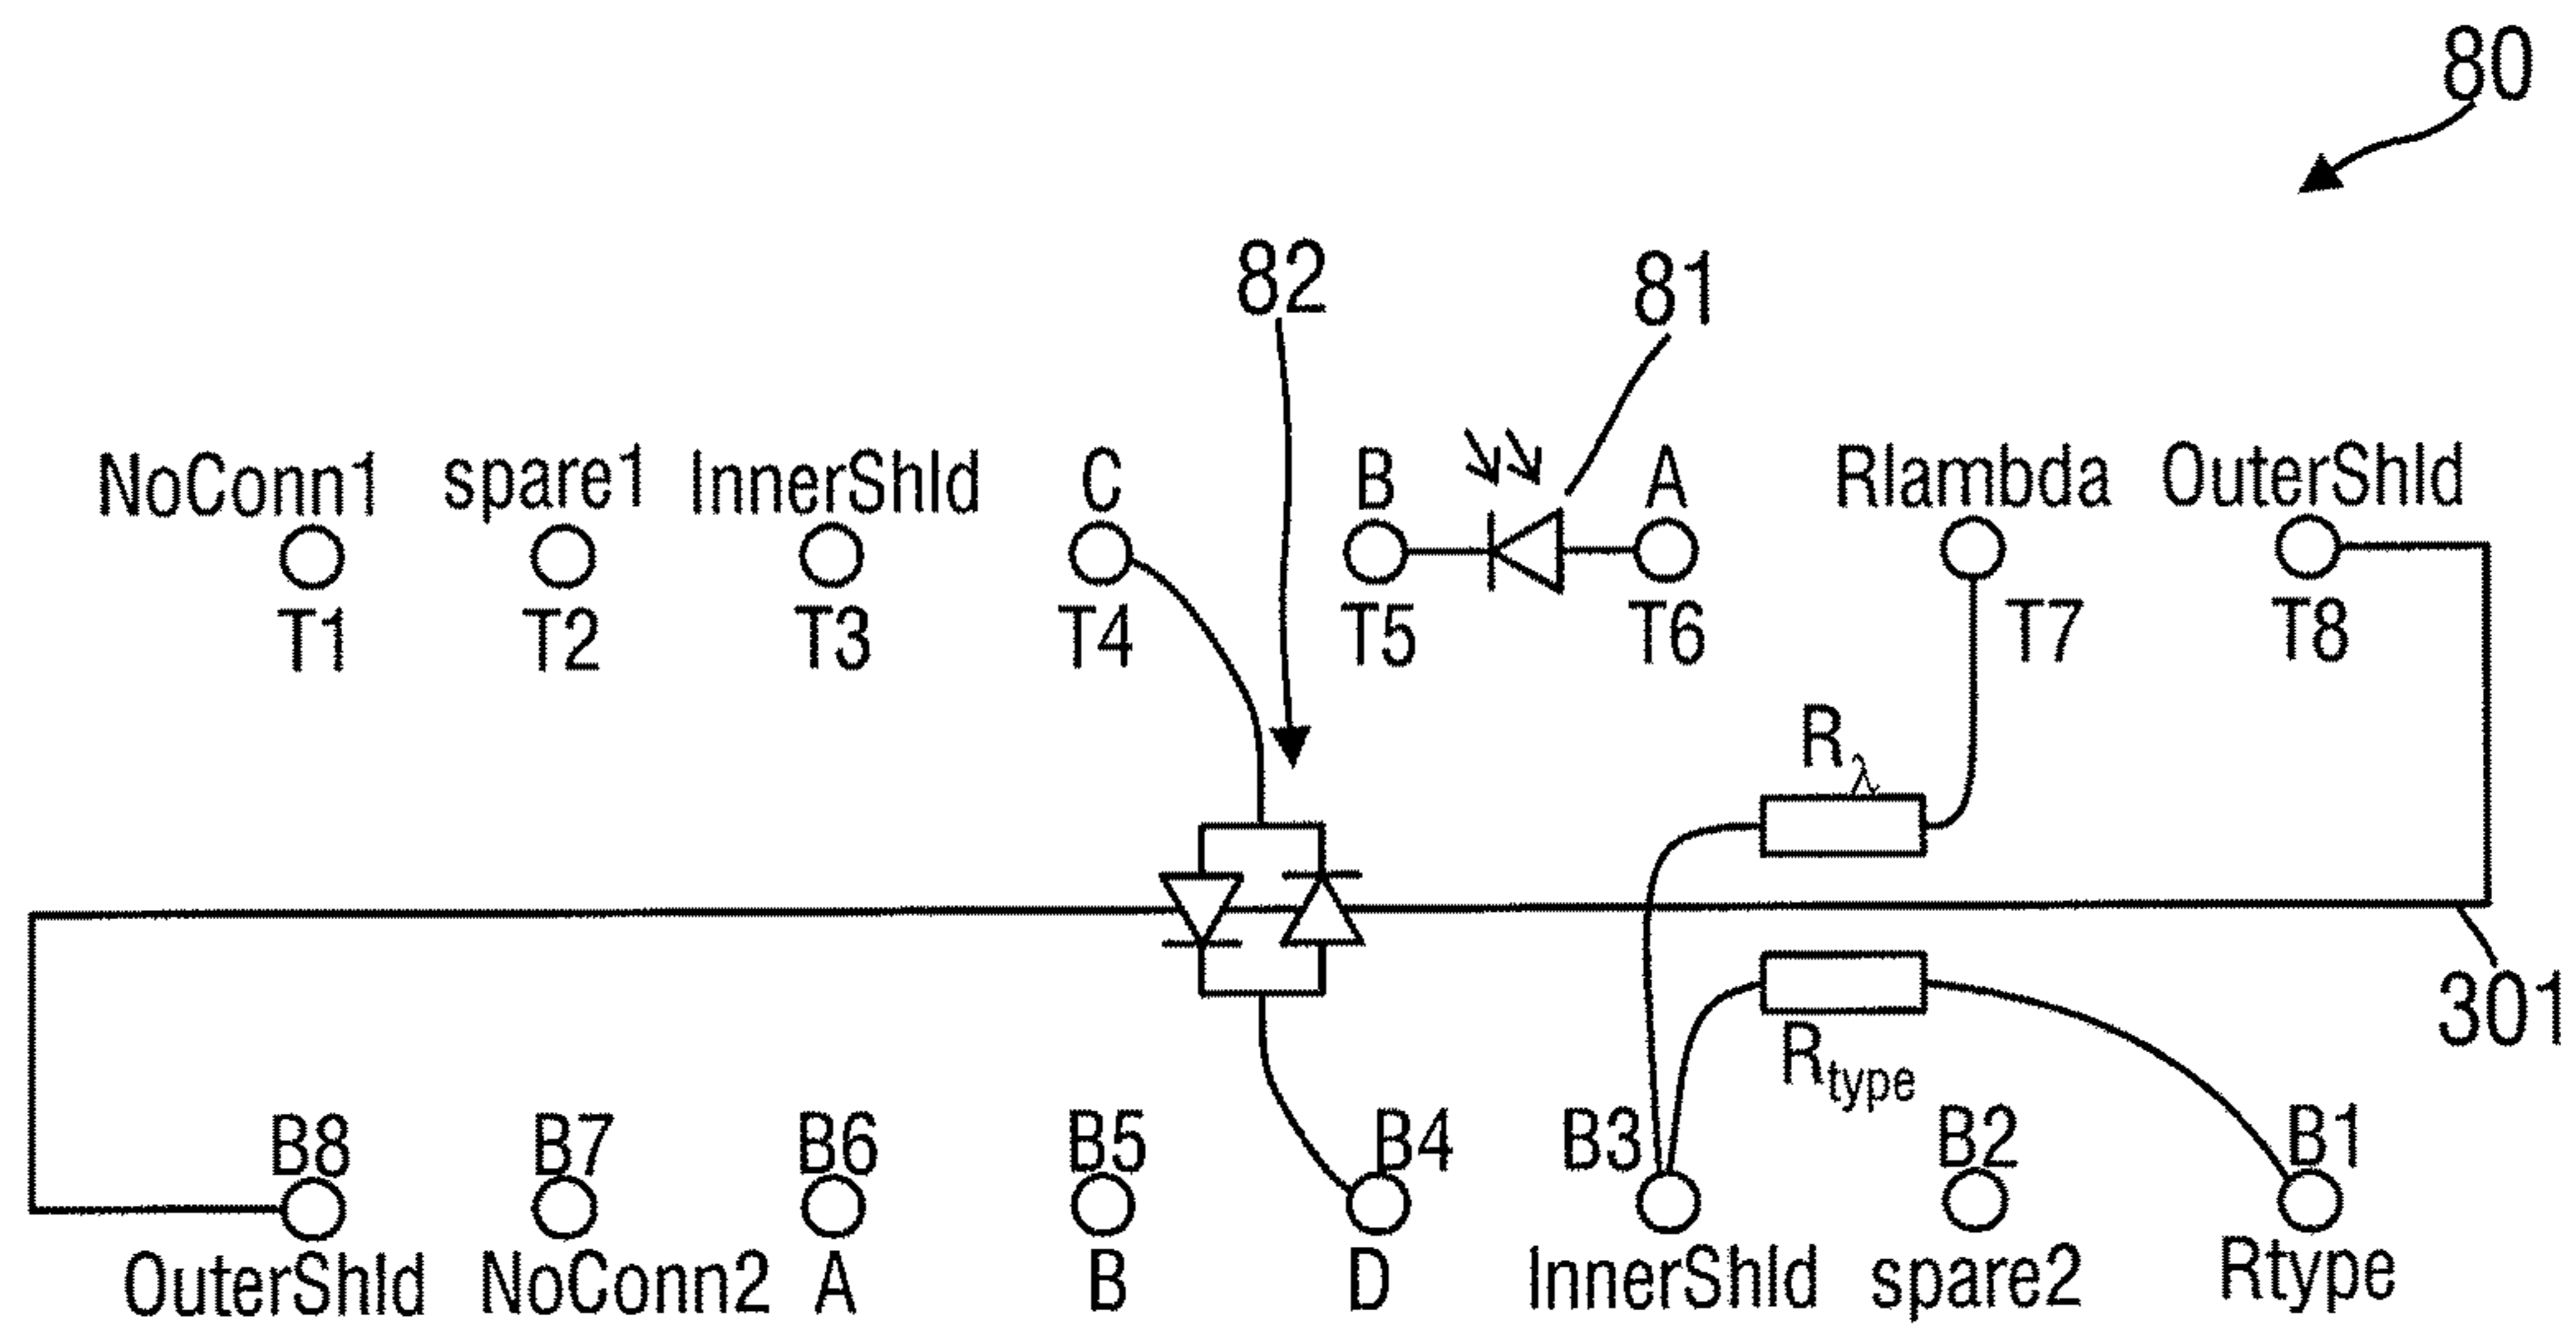 80
82 81
NoConn1 spare1 InnerShld C B A Rlambda OuterShld
T1 T2 T3 T4 T5 T6 T7 T8
Rλ
301
Rtype
B8 B7 B6 B5 B4 B3 B2 B1
OuterShld NoConn2 A B D InnerShld spare2 Rtype